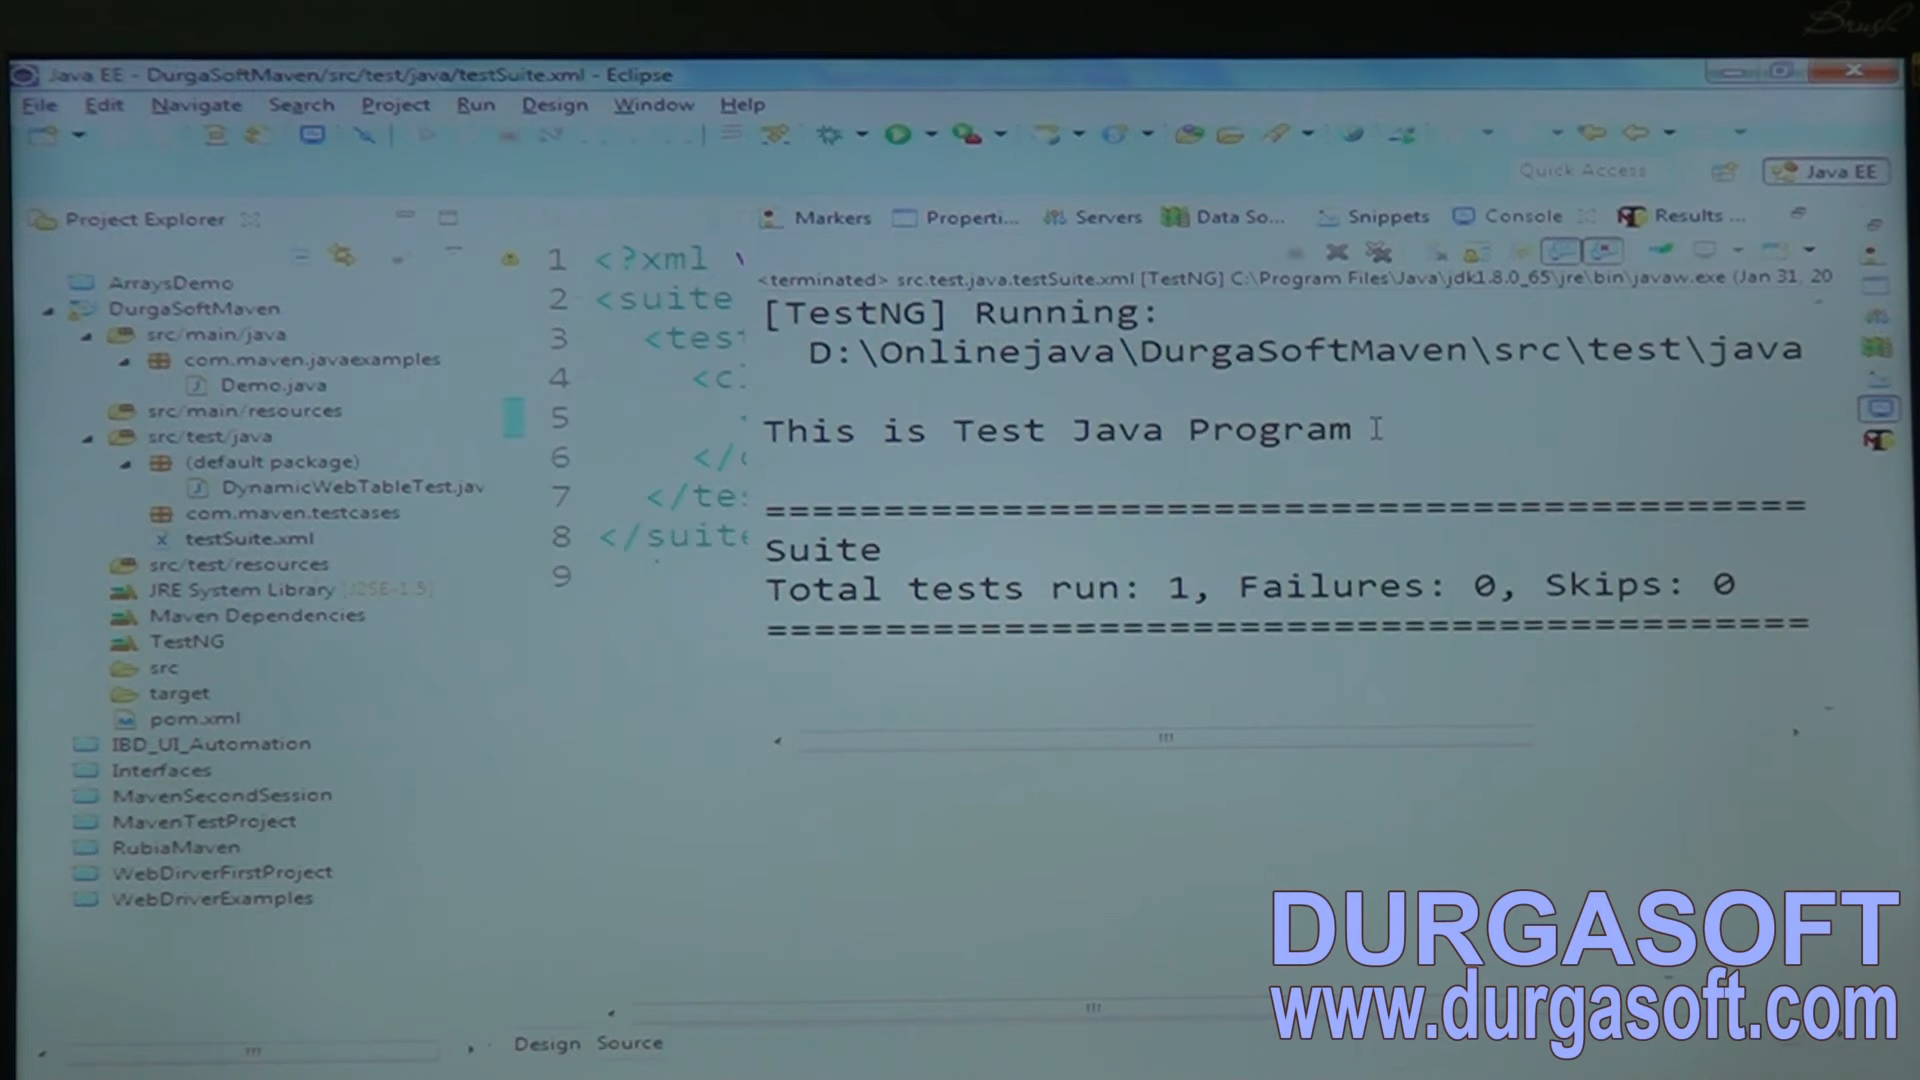 Brush
Java EE - DurgaSoftMaven/src/test/java/testSuite.xml - Eclipse
File Edit Navigate Search Project Run Design Window Help
Quick Access
Java EE
Project Explorer
Markers Properti... Servers Data So... Snippets Console Results ...
ArraysDemo
DurgaSoftMaven
src/main/java
com.maven.javaexamples
Demo.java
src/main/resources
src/test/java
(default package)
DynamicWebTableTest.jav
com.maven.testcases
testSuite.xml
src/test/resources
JRE System Library [J2SE-1.5]
Maven Dependencies
TestNG
src
target
pom.xml
IBD_UI_Automation
Interfaces
MavenSecondSession
MavenTestProject
RubiaMaven
WebDirverFirstProject
WebDriverExamples
1 <?xml
2 <suite
3 <tes
4 <c
5
6 </
7 </te
8 </suite
9
<terminated> src.test.java.testSuite.xml [TestNG] C:\Program Files\Java\jdk1.8.0_65\jre\bin\javaw.exe (Jan 31, 20
[TestNG] Running:
D:\Onlinejava\DurgaSoftMaven\src\test\java
This is Test Java Program
===========================================
Suite
Total tests run: 1, Failures: 0, Skips: 0
===========================================
Design Source
DURGASOFT
www.durgasoft.com